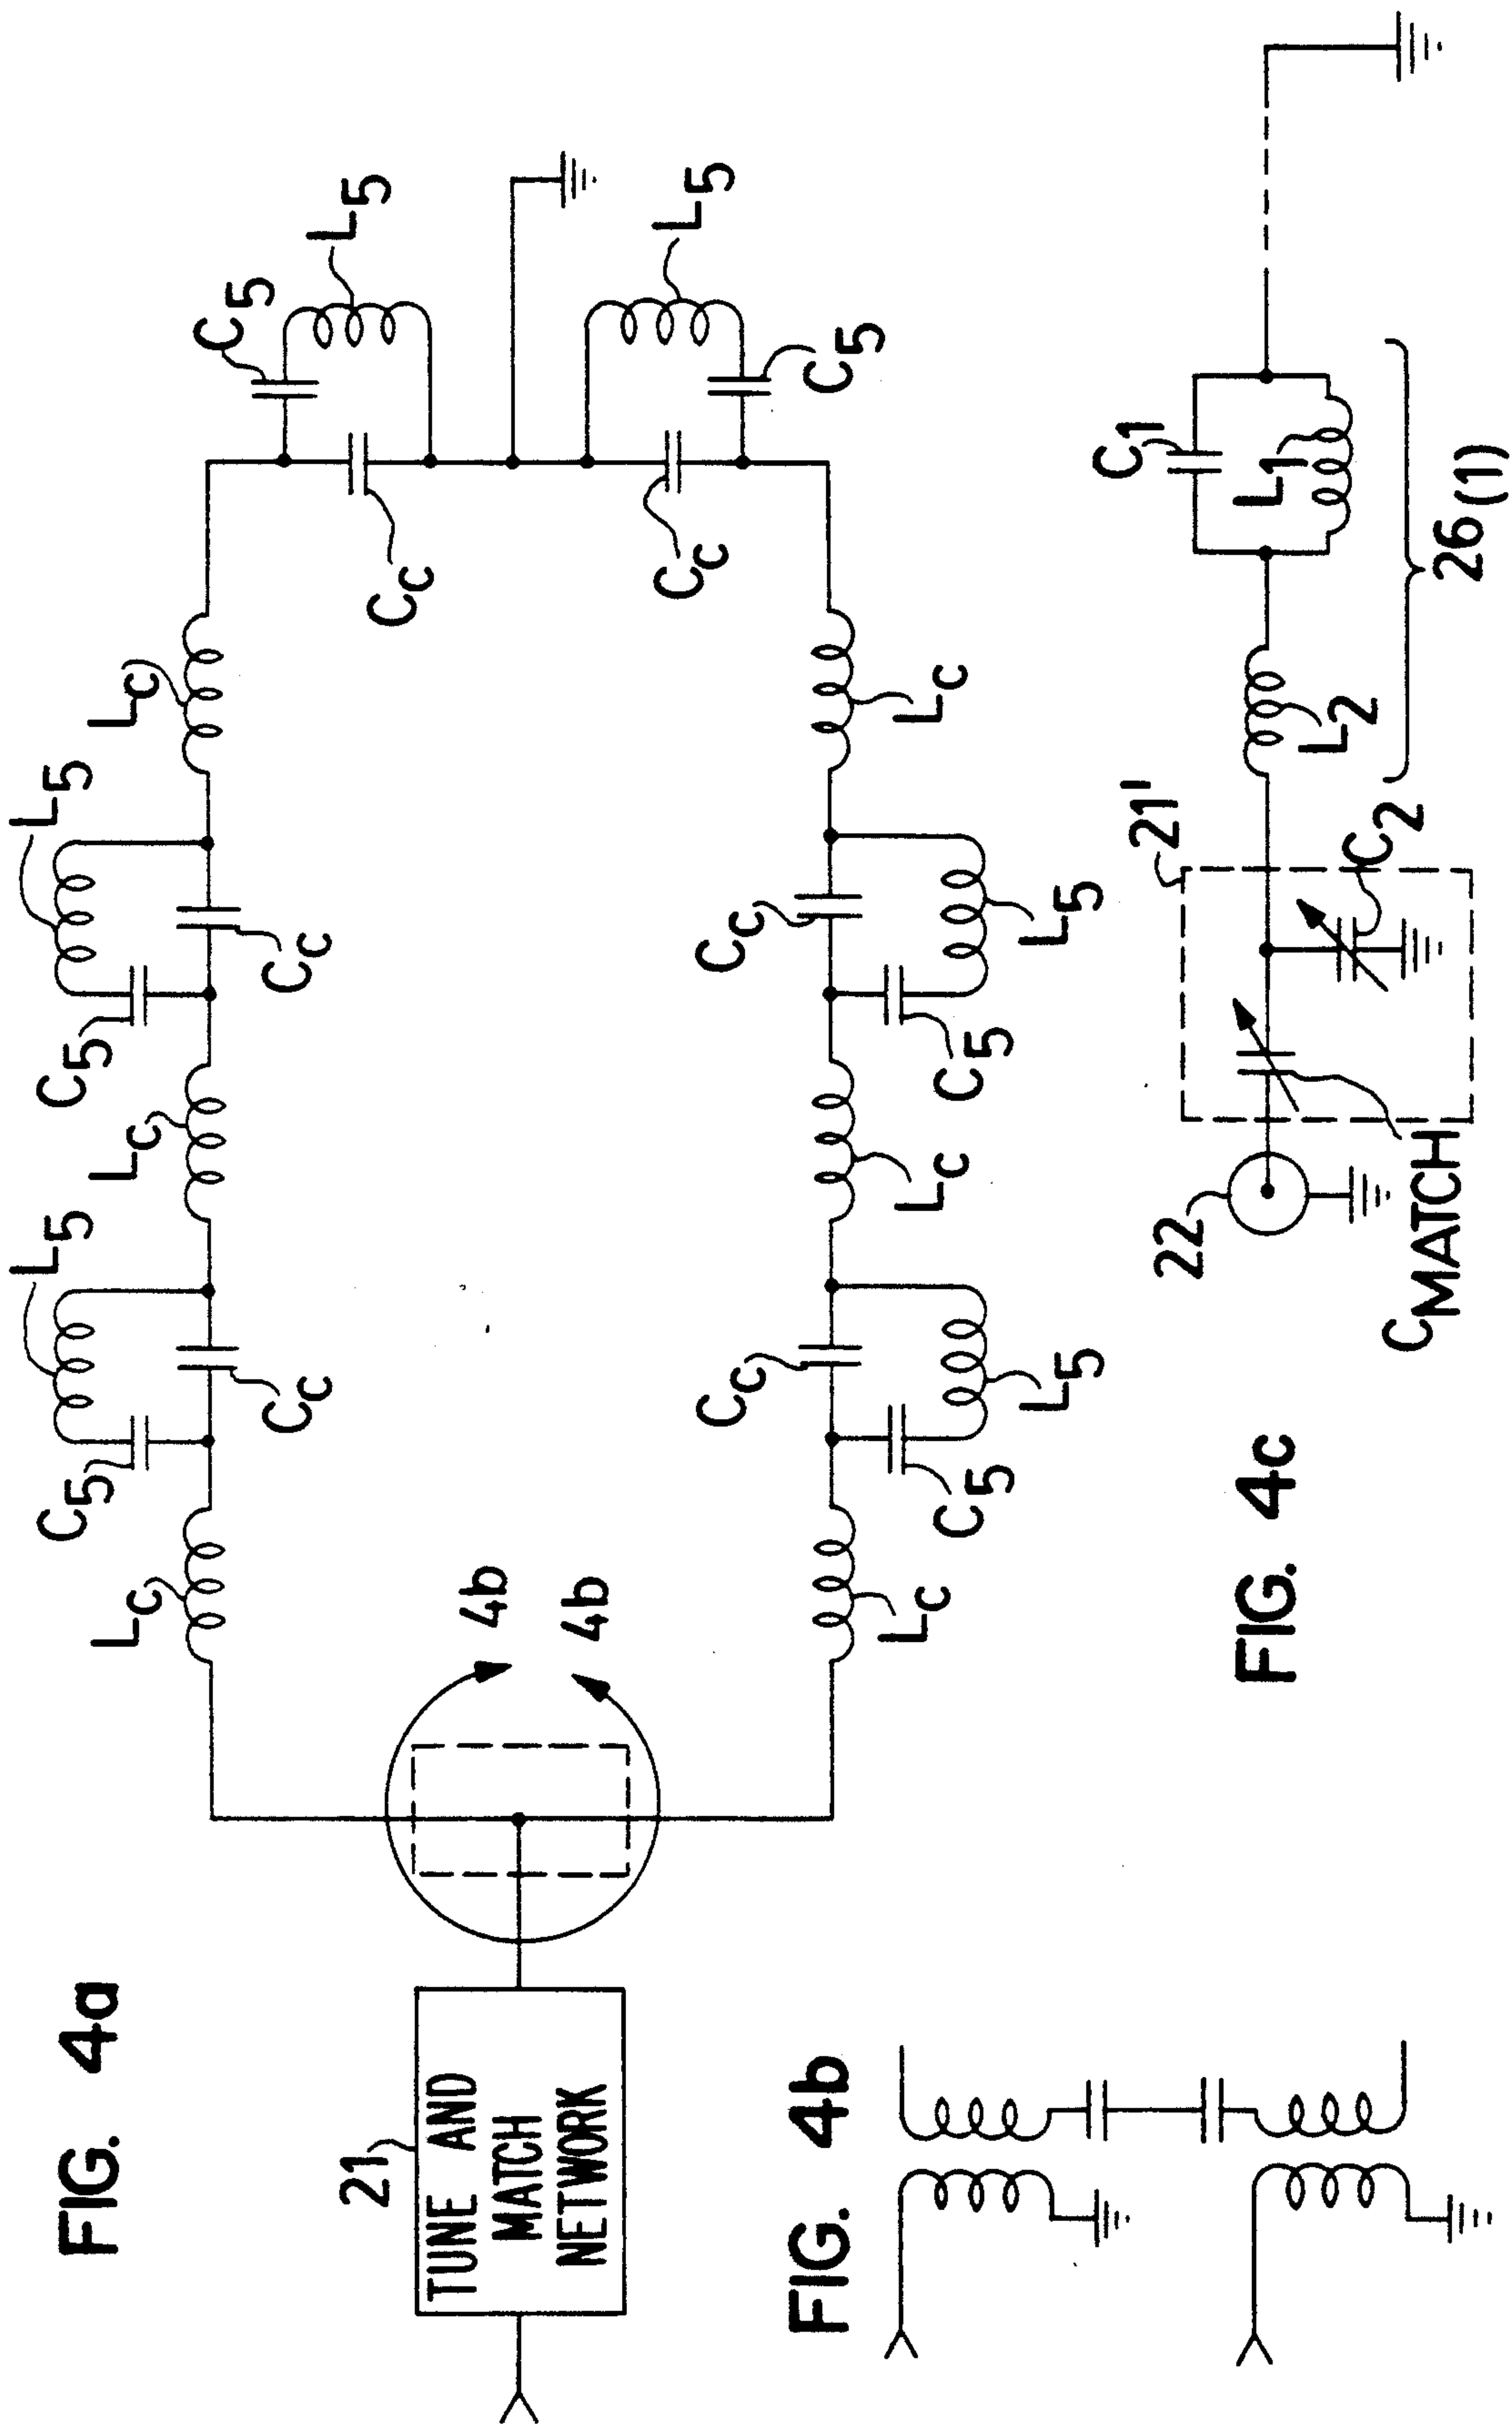 FIG. 4a
21
TUNE AND
MATCH
NETWORK
4b
4b
LC
C5
L5
CC
LC
C5
L5
CC
LC
C5
L5
CC
L5
C5
CC
LC
CC
L5
C5
LC
CC
L5
C5
LC
FIG. 4b
FIG. 4c
22
CMATCH
21'
C2
L2
C1
L1
26(1)